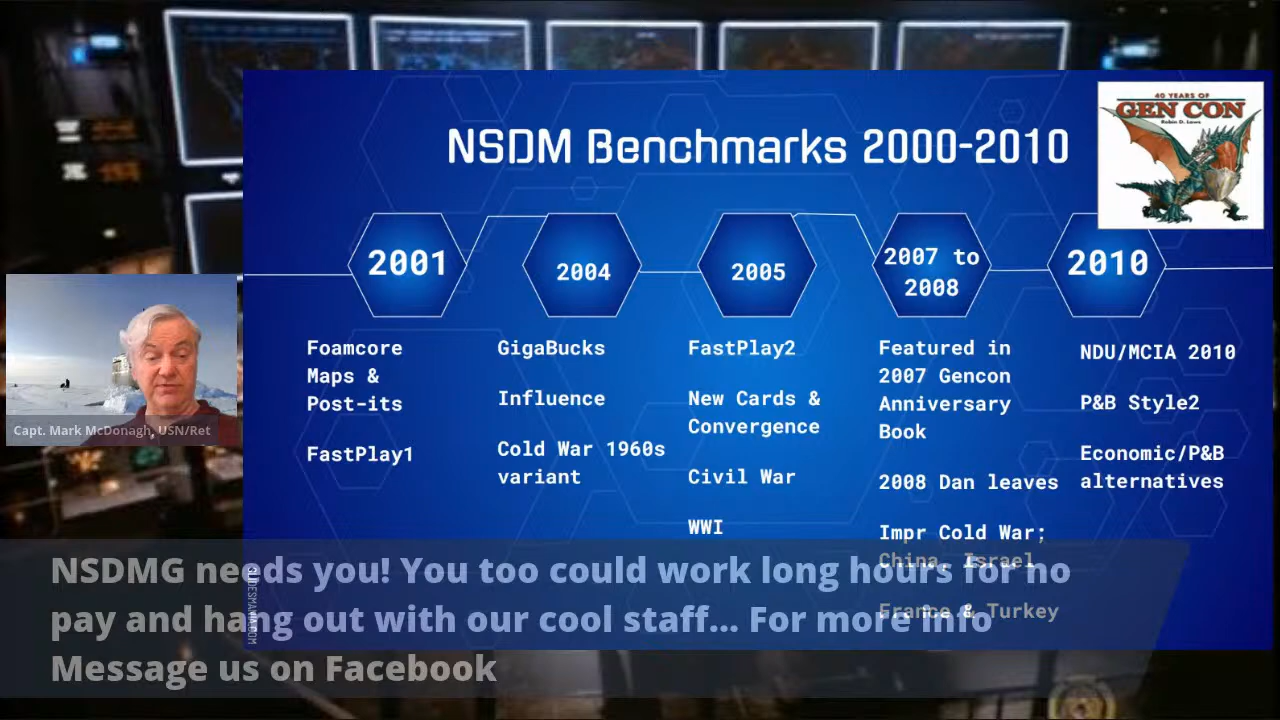 40 YEARS OF
GEN CON
Robin D. Laws
NSDM Benchmarks 2000-2010
2001
2004
2005
2007 to
2008
2010
Foamcore
Maps &
Post-its
FastPlay1
GigaBucks
Influence
Cold War 1960s
variant
FastPlay2
New Cards &
Convergence
Civil War
WWI
Featured in
2007 Gencon
Anniversary
Book
2008 Dan leaves
Impr Cold War;
China, Israel
France & Turkey
NDU/MCIA 2010
P&B Style2
Economic/P&B
alternatives
Capt. Mark McDonagh, USN/Ret
SLIDESMANIA.COM
NSDMG needs you! You too could work long hours for no
pay and hang out with our cool staff... For more info
Message us on Facebook